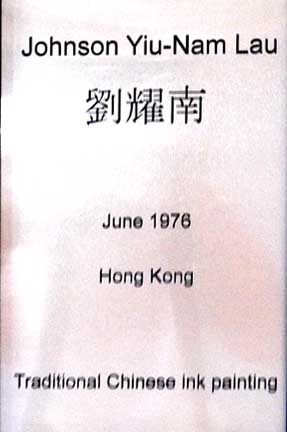 Johnson Yiu-Nam Lau
劉耀南
June 1976
Hong Kong
Traditional Chinese ink painting